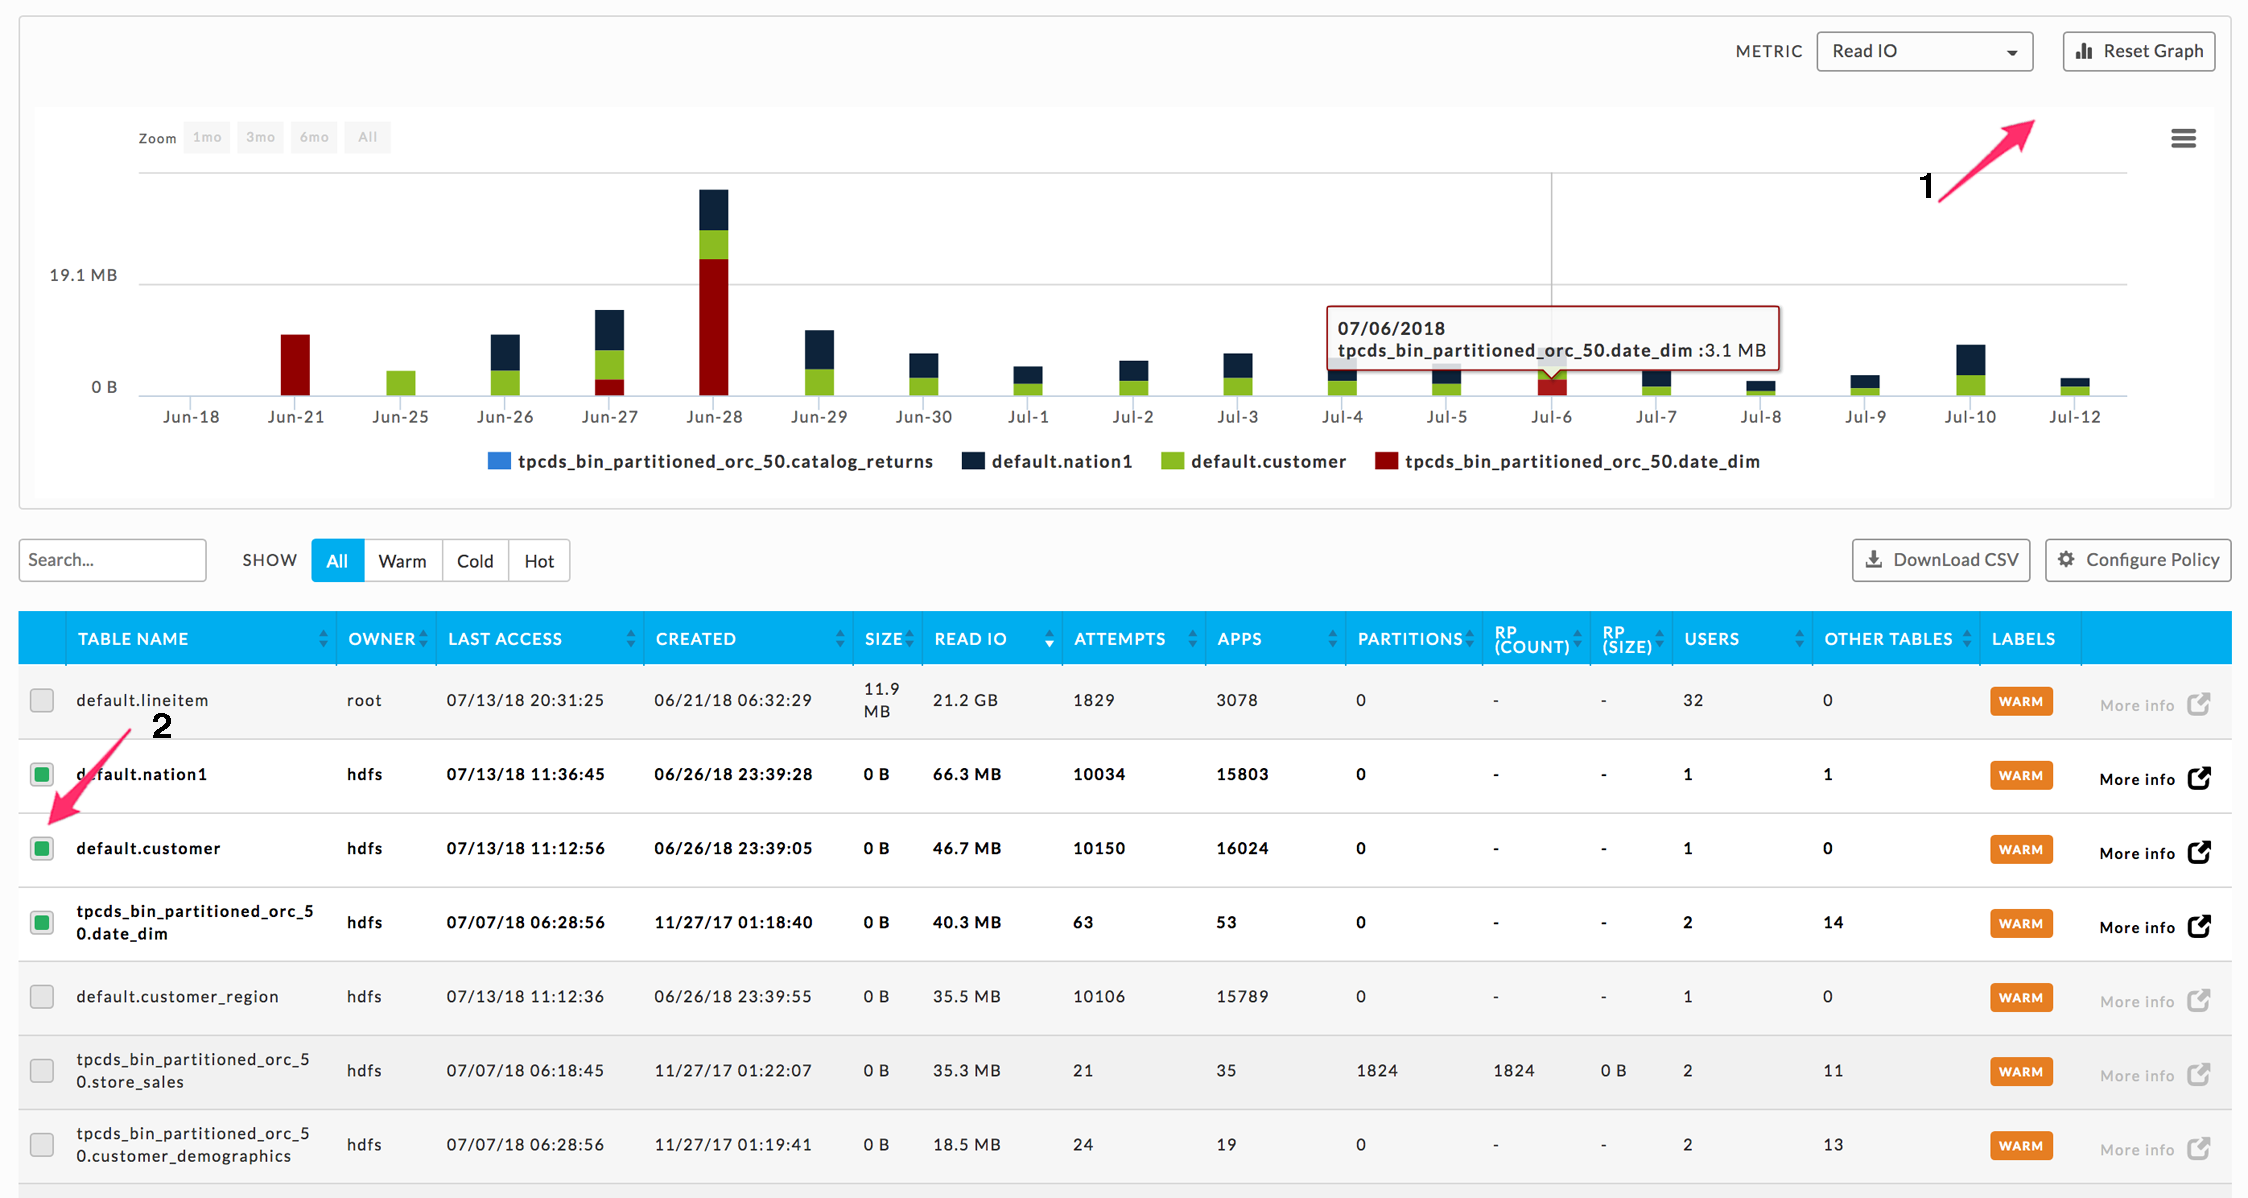 METRIC Read IO Reset Graph
Zoom 1mo 3mo 6mo All
1
19.1 MB
07/06/2018
tpcds_bin_partitioned_orc_50.date_dim :3.1 MB
0 B
Jun-18 Jun-21 Jun-25 Jun-26 Jun-27 Jun-28 Jun-29 Jun-30 Jul-1 Jul-2 Jul-3 Jul-4 Jul-5 Jul-6 Jul-7 Jul-8 Jul-9 Jul-10 Jul-12
tpcds_bin_partitioned_orc_50.catalog_returns default.nation1 default.customer tpcds_bin_partitioned_orc_50.date_dim
Search... SHOW All Warm Cold Hot DownLoad CSV Configure Policy
TABLE NAME OWNER LAST ACCESS CREATED SIZE READ IO ATTEMPTS APPS PARTITIONS RP (COUNT) RP (SIZE) USERS OTHER TABLES LABELS
default.lineitem root 07/13/18 20:31:25 06/21/18 06:32:29 11.9 MB 21.2 GB 1829 3078 0 - - 32 0 WARM More info
2
default.nation1 hdfs 07/13/18 11:36:45 06/26/18 23:39:28 0 B 66.3 MB 10034 15803 0 - - 1 1 WARM More info
default.customer hdfs 07/13/18 11:12:56 06/26/18 23:39:05 0 B 46.7 MB 10150 16024 0 - - 1 0 WARM More info
tpcds_bin_partitioned_orc_5
0.date_dim hdfs 07/07/18 06:28:56 11/27/17 01:18:40 0 B 40.3 MB 63 53 0 - - 2 14 WARM More info
default.customer_region hdfs 07/13/18 11:12:36 06/26/18 23:39:55 0 B 35.5 MB 10106 15789 0 - - 1 0 WARM More info
tpcds_bin_partitioned_orc_5
0.store_sales hdfs 07/07/18 06:18:45 11/27/17 01:22:07 0 B 35.3 MB 21 35 1824 1824 0 B 2 11 WARM More info
tpcds_bin_partitioned_orc_5
0.customer_demographics hdfs 07/07/18 06:28:56 11/27/17 01:19:41 0 B 18.5 MB 24 19 0 - - 2 13 WARM More info